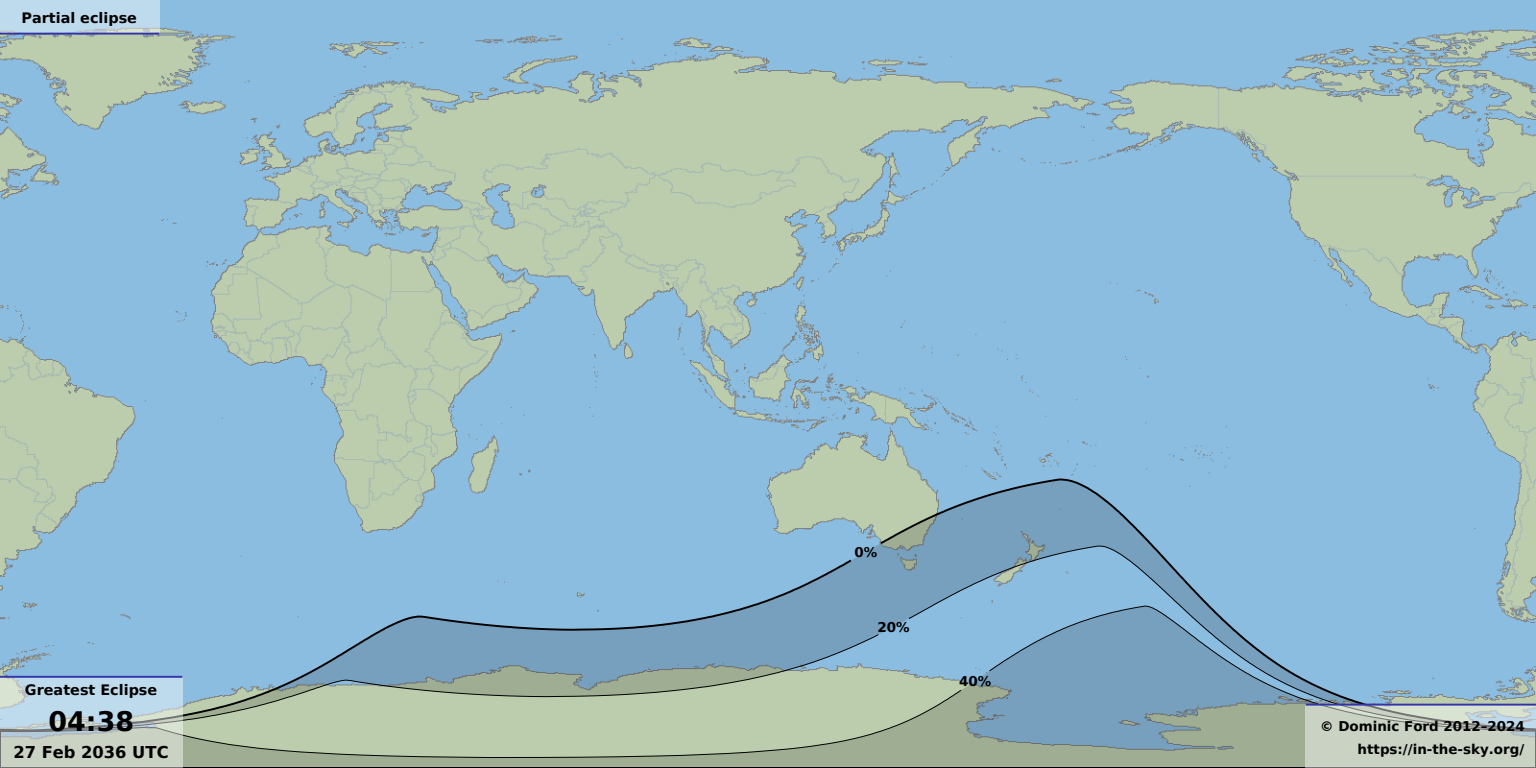 Partial eclipse
0%
20%
40%
Greatest Eclipse
04:38
27 Feb 2036 UTC
© Dominic Ford 2012–2024
https://in-the-sky.org/